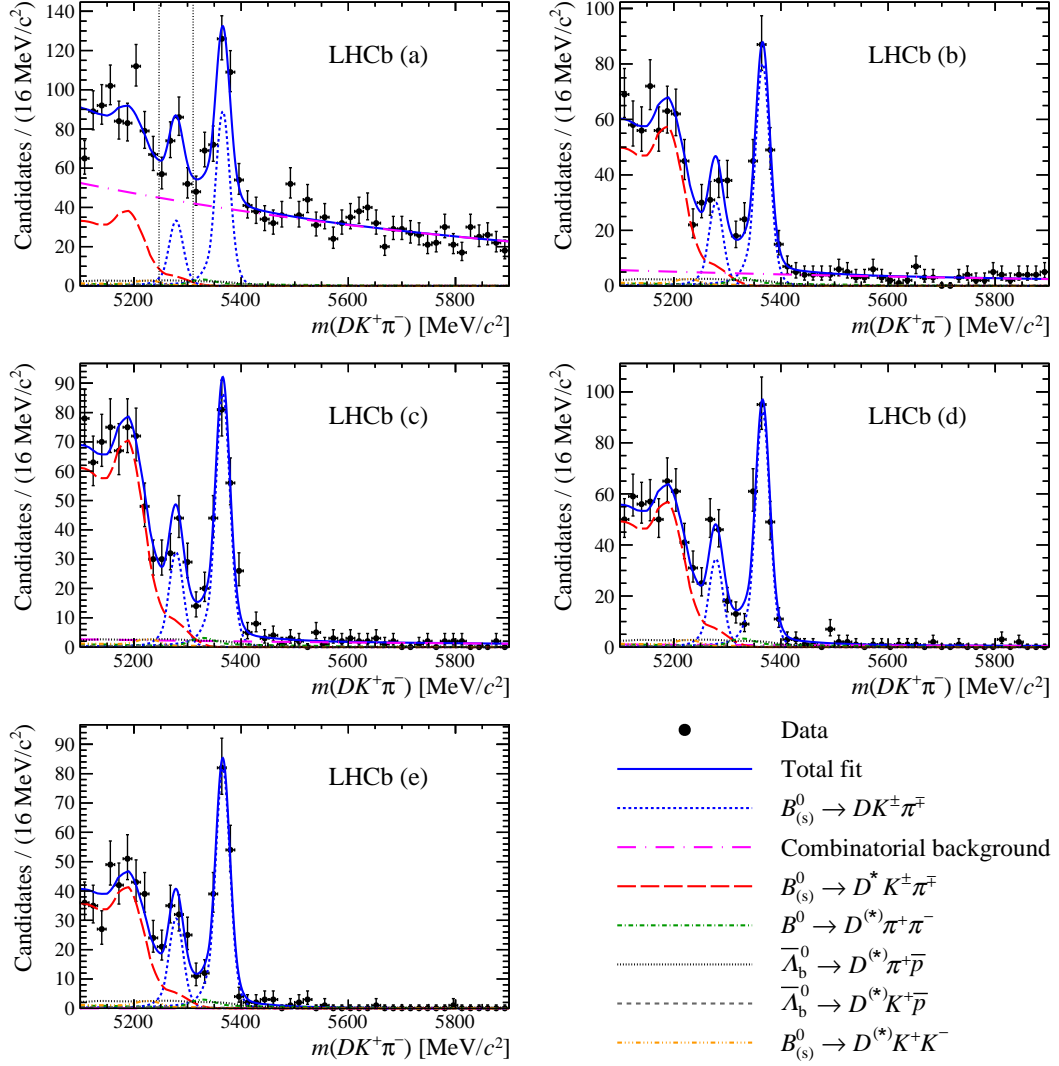 Candidates / (16 MeV/c²)
140
120
100
80
60
40
20
0
LHCb (a)
5200 5400 5600 5800
m(DK⁺π⁻) [MeV/c²]
Candidates / (16 MeV/c²)
100
80
60
40
20
0
LHCb (b)
5200 5400 5600 5800
m(DK⁺π⁻) [MeV/c²]
Candidates / (16 MeV/c²)
90
80
70
60
50
40
30
20
10
0
LHCb (c)
5200 5400 5600 5800
m(DK⁺π⁻) [MeV/c²]
Candidates / (16 MeV/c²)
100
80
60
40
20
0
LHCb (d)
5200 5400 5600 5800
m(DK⁺π⁻) [MeV/c²]
Candidates / (16 MeV/c²)
90
80
70
60
50
40
30
20
10
0
LHCb (e)
5200 5400 5600 5800
m(DK⁺π⁻) [MeV/c²]
Data
Total fit
B⁰₍ₛ₎ → DK^±π^∓
Combinatorial background
B⁰₍ₛ₎ → D^* K^±π^∓
B⁰ → D^(*)π⁺π⁻
Λ̅_b⁰ → D^(*)π⁺p̅
Λ̅_b⁰ → D^(*)K⁺p̅
B⁰₍ₛ₎ → D^(*)K⁺K⁻